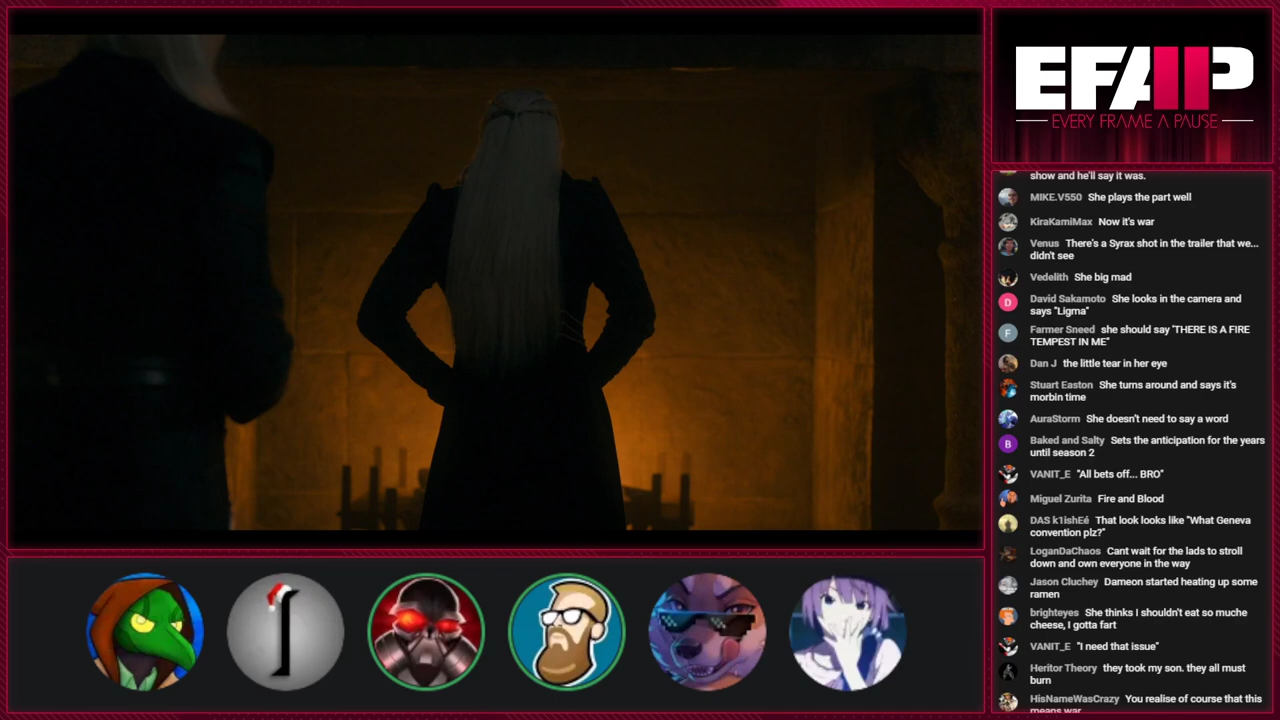 EFAP
EVERY FRAME A PAUSE
show and he'll say it was.
MIKE.V550 She plays the part well
KiraKamiMax Now it's war
Venus There's a Syrax shot in the trailer that we...
didn't see
Vedelith She big mad
D
David Sakamoto She looks in the camera and
says "Ligma"
F
Farmer Sneed she should say 'THERE IS A FIRE
TEMPEST IN ME"
Dan J the little tear in her eye
Stuart Easton She turns around and says it's
morbin time
AuraStorm She doesn't need to say a word
B
Baked and Salty Sets the anticipation for the years
until season 2
VANIT_E "All bets off... BRO"
Miguel Zurita Fire and Blood
DAS k1ishEé That look looks like "What Geneva
convention plz?"
LoganDaChaos Cant wait for the lads to stroll
down and own everyone in the way
Jason Cluchey Dameon started heating up some
ramen
brighteyes She thinks I shouldn't eat so muche
cheese, I gotta fart
VANIT_E "I need that issue"
Heritor Theory they took my son. they all must
burn
HisNameWasCrazy You realise of course that this
means war